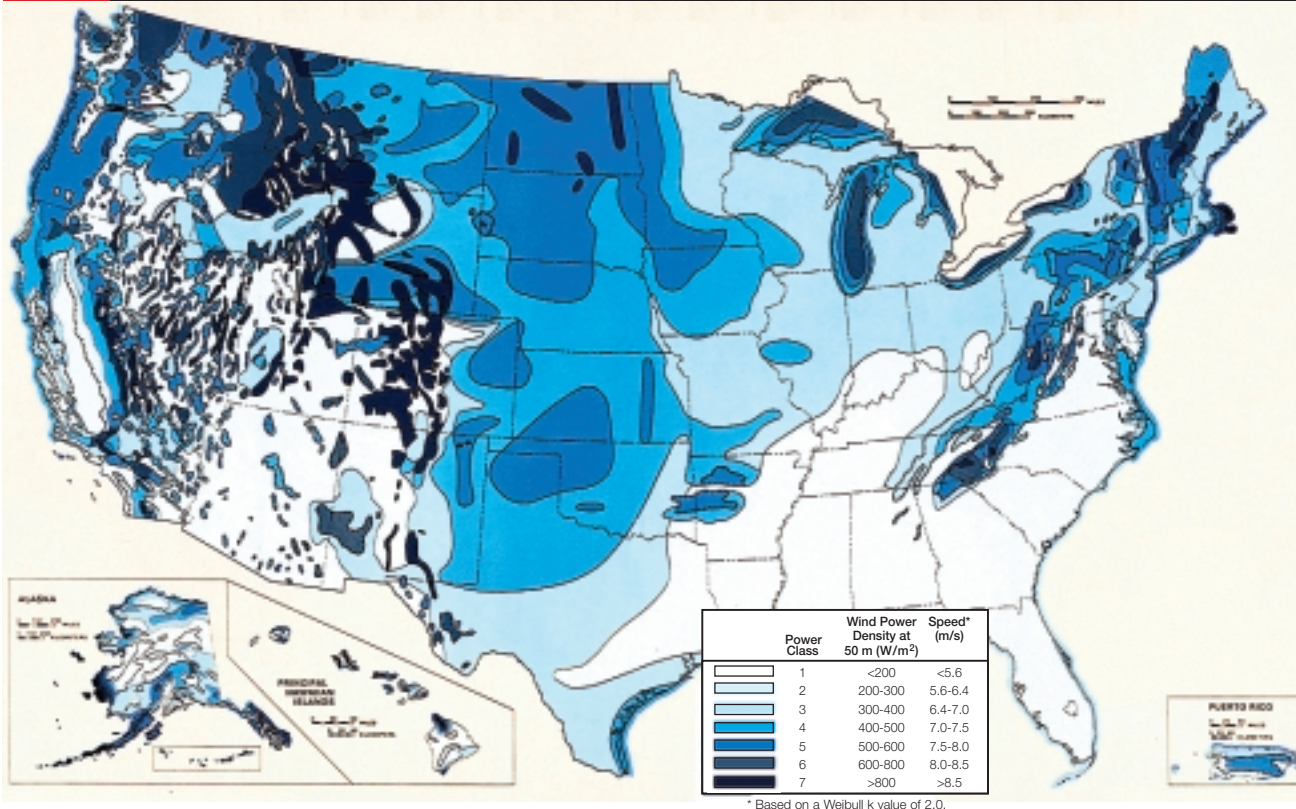 ALASKA
PRINCIPAL
HAWAIIAN
ISLANDS
PUERTO RICO
Power Class Wind Power Density at 50 m (W/m²) Speed* (m/s)
1 <200 <5.6
2 200-300 5.6-6.4
3 300-400 6.4-7.0
4 400-500 7.0-7.5
5 500-600 7.5-8.0
6 600-800 8.0-8.5
7 >800 >8.5
* Based on a Weibull k value of 2.0.